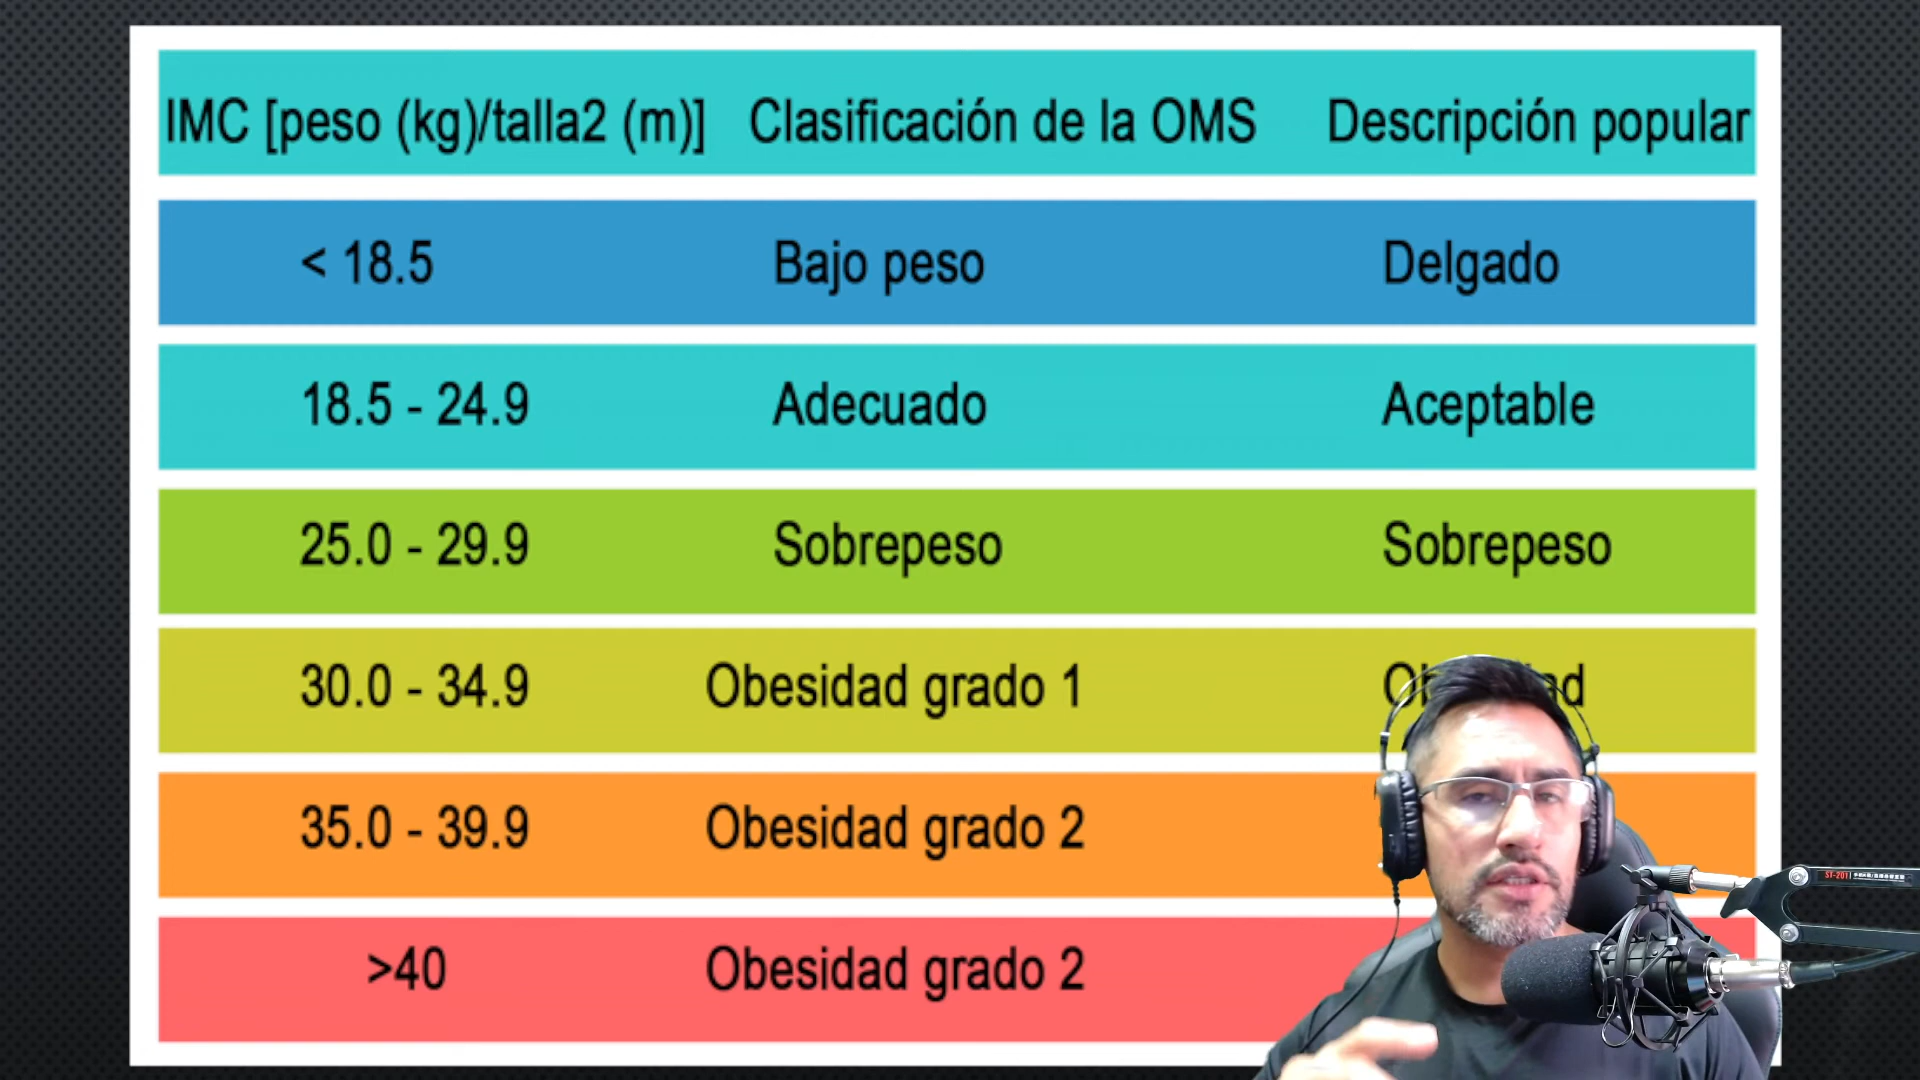 IMC [peso (kg)/talla2 (m)] Clasificación de la OMS Descripción popular
< 18.5 Bajo peso Delgado
18.5 - 24.9 Adecuado Aceptable
25.0 - 29.9 Sobrepeso Sobrepeso
30.0 - 34.9 Obesidad grado 1
35.0 - 39.9 Obesidad grado 2
ST-201
>40 Obesidad grado 2